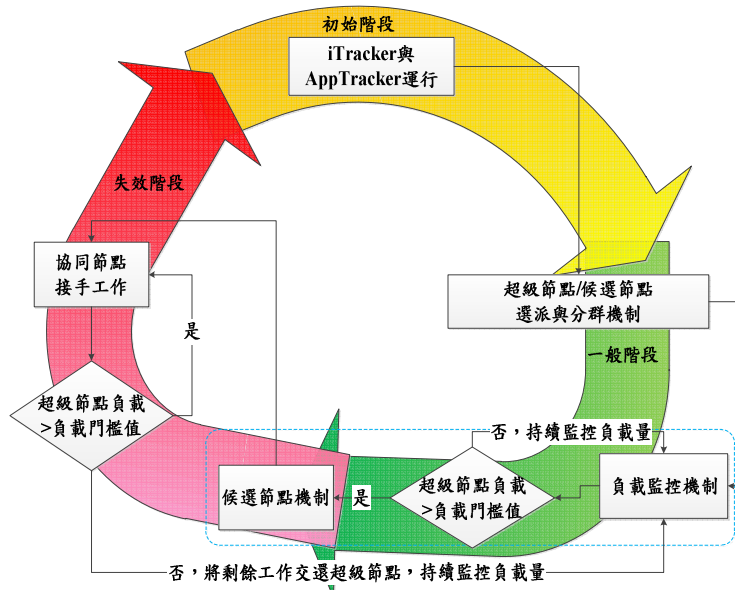 初始階段
iTracker與
AppTracker運行
失效階段
協同節點
接手工作
超級節點/候選節點
選派與分群機制
是
一般階段
超級節點負載
>負載門檻值
否，持續監控負載量
候選節點機制
是
超級節點負載
>負載門檻值
負載監控機制
否，將剩餘工作交還超級節點，持續監控負載量